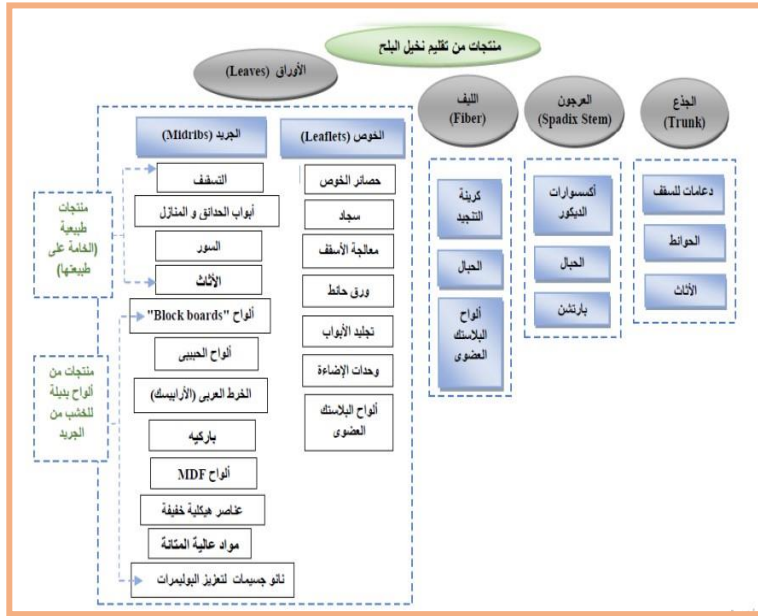 منتجات من تقليم نخيل البلح
الجذع
(Trunk)
دعامات للسقف
الحوائط
الأثاث
العرجون
(Spadix Stem)
أكسسوارات
الديكور
الحبال
بارتشن
الليف
(Fiber)
كرينة
التنجيد
الحبال
ألواح
البلاستك
العضوى
الأوراق (Leaves)
الخوص (Leaflets)
حصائر الخوص
سجاد
معالجة الأسقف
ورق حائط
تجليد الأبواب
وحدات الإضاءة
ألواح البلاستك
العضوى
الجريد (Midribs)
التسقيف
أبواب الحدائق و المنازل
السور
الأثاث
ألواح "Block boards"
ألواح الحبيبى
الخرط العربى (الأرابيسك)
باركيه
ألواح MDF
عناصر هيكلية خفيفة
مواد عالية المتانة
نانو جسيمات لتعزيز البوليمرات
منتجات
طبيعية
(الخامة على
طبيعتها)
منتجات من
ألواح بديلة
للخشب من
الجريد